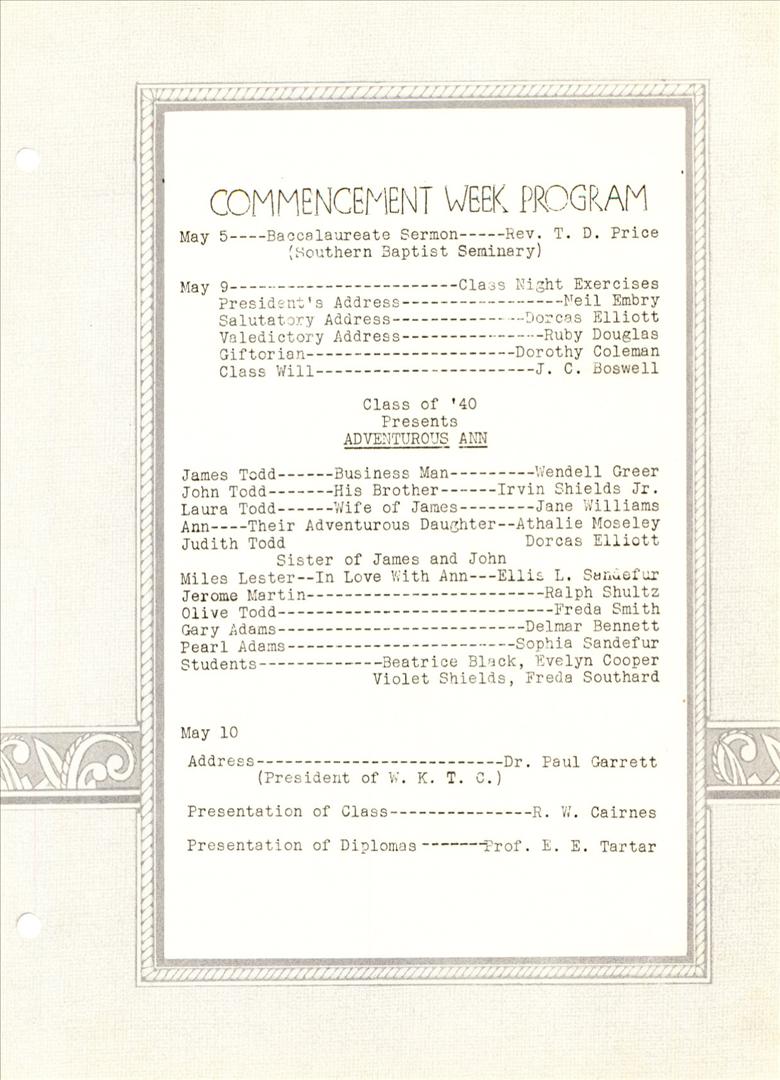 COMMENCEMENT WEEK PROGRAM
May 5----Baccalaureate Sermon-----Rev. T. D. Price
(Southern Baptist Seminary)
May 9------------------------Class Night Exercises
President's Address-----------------Neil Embry
Salutatory Address--------------Dorcas Elliott
Valedictory Address---------------Ruby Douglas
Giftorian----------------------Dorothy Coleman
Class Will-----------------------J. C. Boswell
Class of '40
Presents
ADVENTUROUS ANN
James Todd------Business Man---------Wendell Greer
John Todd-------His Brother------Irvin Shields Jr.
Laura Todd------Wife of James--------Jane Williams
Ann----Their Adventurous Daughter--Athalie Moseley
Judith Todd Dorcas Elliott
Sister of James and John
Miles Lester--In Love With Ann---Ellis L. Sandefur
Jerome Martin-------------------------Ralph Shultz
Olive Todd-----------------------------Freda Smith
Gary Adams--------------------------Delmar Bennett
Pearl Adams------------------------Sophia Sandefur
Students-------------Beatrice Black, Evelyn Cooper
Violet Shields, Freda Southard
May 10
Address--------------------------Dr. Paul Garrett
(President of W. K. T. C.)
Presentation of Class---------------R. W. Cairnes
Presentation of Diplomas-------Prof. E. E. Tartar